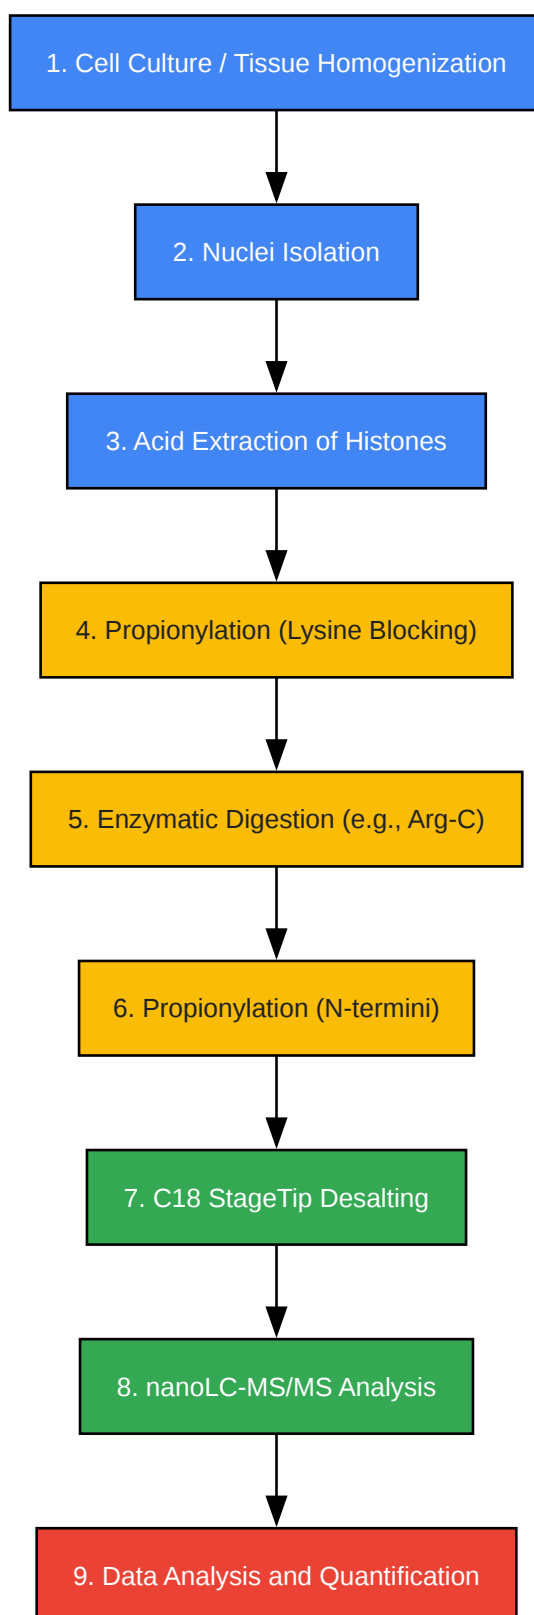 1. Cell Culture / Tissue Homogenization
2. Nuclei Isolation
3. Acid Extraction of Histones
4. Propionylation (Lysine Blocking)
5. Enzymatic Digestion (e.g., Arg-C)
6. Propionylation (N-termini)
7. C18 StageTip Desalting
8. nanoLC-MS/MS Analysis
9. Data Analysis and Quantification